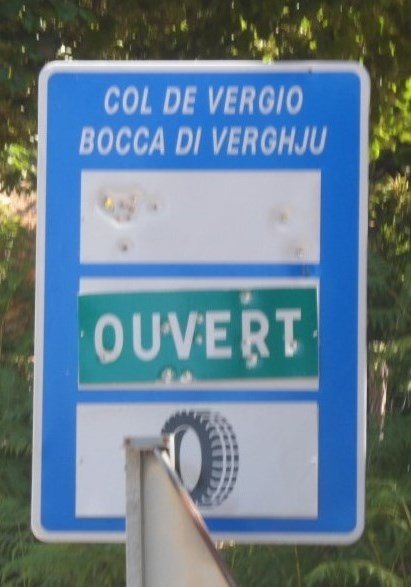 COL DE VERGIO
BOCCA DI VERGHJU
OUVERT